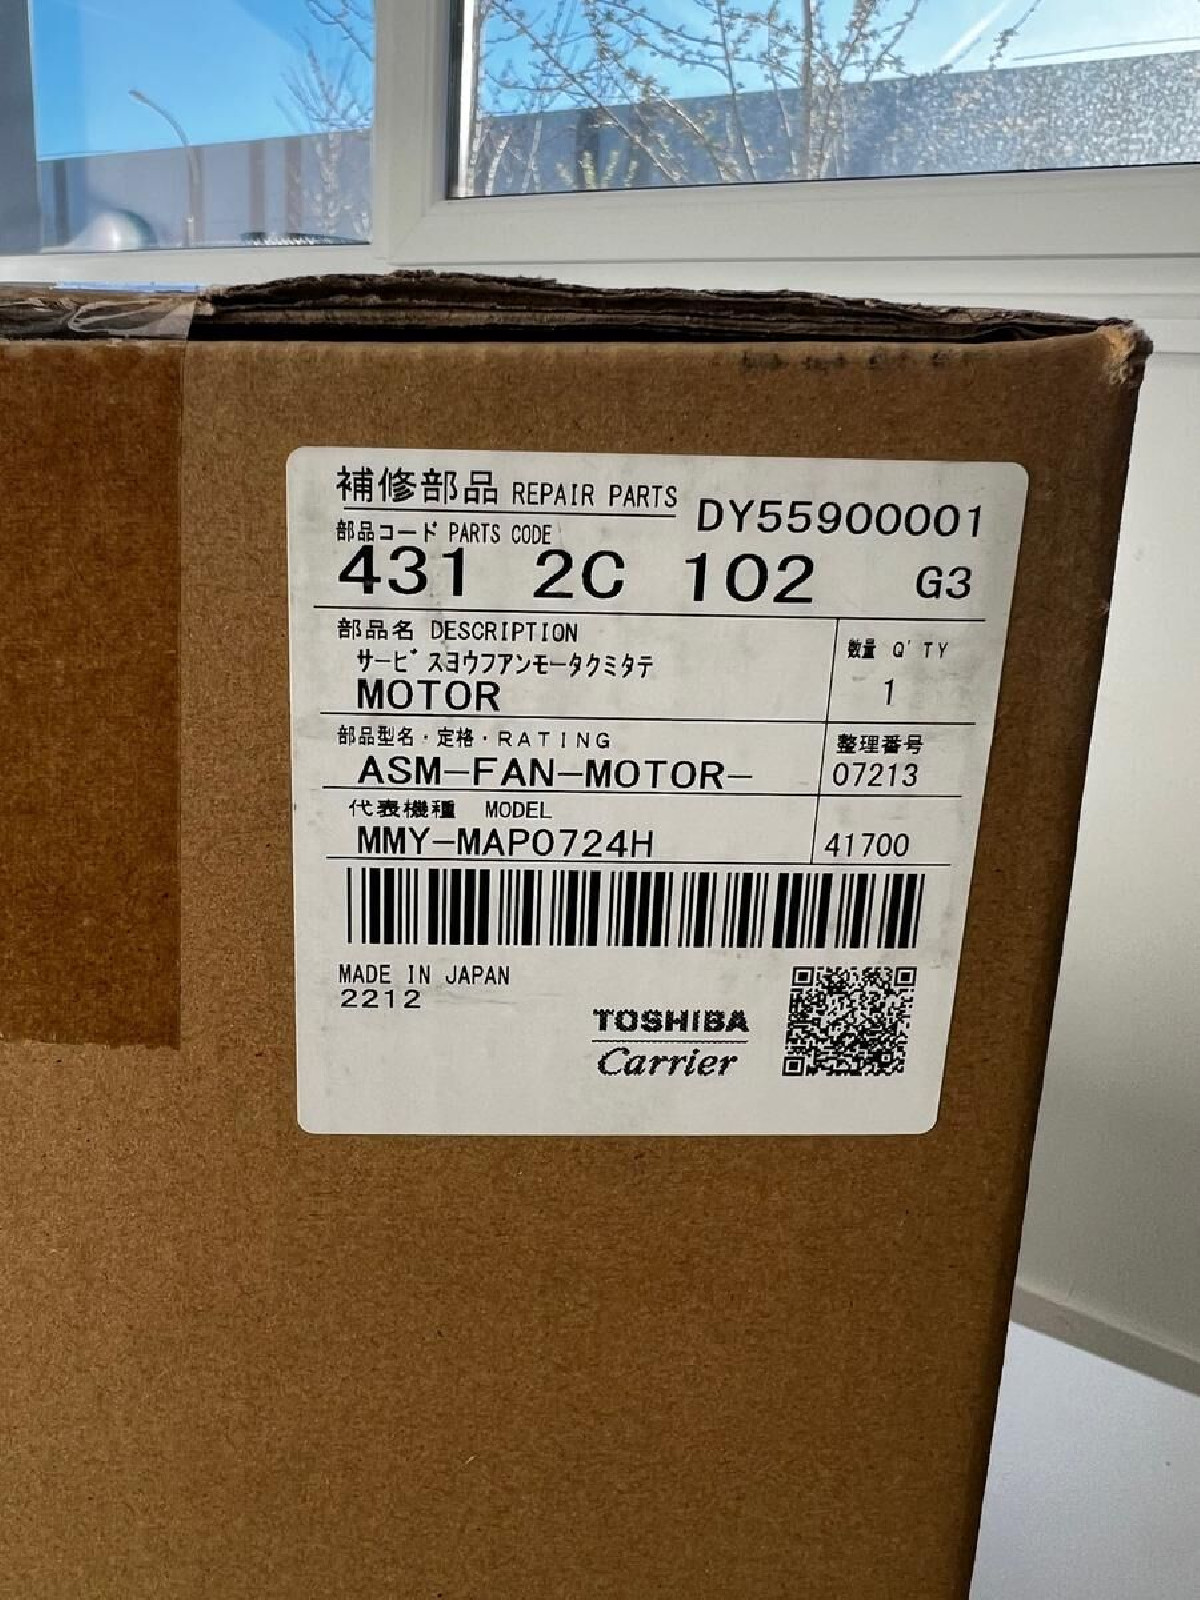 補修部品 REPAIR PARTS DY55900001
部品コード PARTS CODE
431 2C 102 G3
部品名 DESCRIPTION
サービスヨウフアンモータクミタテ
MOTOR
数量 Q'TY
1
部品型名・定格・RATING
ASM-FAN-MOTOR-
整理番号
07213
代表機種 MODEL
MMY-MAP0724H
41700
MADE IN JAPAN
2212
TOSHIBA
Carrier